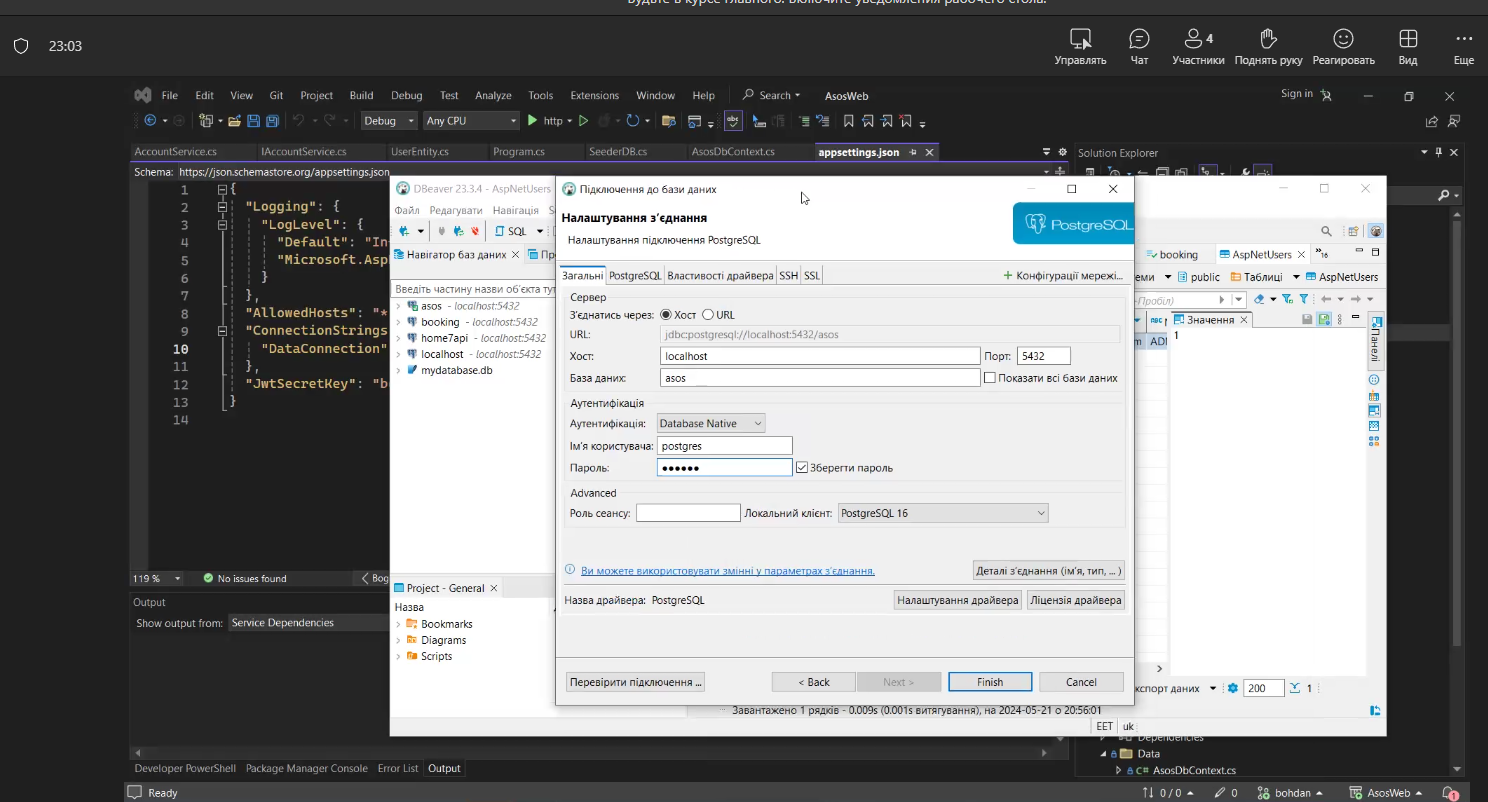 Будьте в курсе главного. Включите уведомления рабочего стола.
23:03
Управлять
Чат
4
Участники
Поднять руку
Реагировать
Вид
Еще
File Edit View Git Project Build Debug Test Analyze Tools Extensions Window Help Search AsosWeb
Sign in
Debug Any CPU http
AccountService.cs IAccountService.cs UserEntity.cs Program.cs SeederDB.cs AsosDbContext.cs appsettings.json
Solution Explorer
Schema: https://json.schemastore.org/appsettings.json
1 {
2 "Logging": {
3 "LogLevel": {
4 "Default": "In
5 "Microsoft.Asp
6 }
7 },
8 "AllowedHosts": "*
9 "ConnectionStrings
10 "DataConnection"
11 },
12 "JwtSecretKey": "b
13 }
14
119 % No issues found
Output
Show output from: Service Dependencies
Developer PowerShell Package Manager Console Error List Output
Ready
0 / 0 0 bohdan AsosWeb 1
Dependencies
Data
C# AsosDbContext.cs
DBeaver 23.3.4 - AspNetUsers
Файл Редагувати Навігація
SQL
Навігатор баз даних
Введіть частину назви об'єкта тут
asos - localhost:5432
booking - localhost:5432
home7api - localhost:5432
localhost - localhost:5432
mydatabase.db
Project - General
Назва
Bookmarks
Diagrams
Scripts
booking AspNetUsers 16
public Таблиці AspNetUsers
Значення
1
Панелі
200 1
Завантажено 1 рядків - 0.009s (0.001s витягування), на 2024-05-21 о 20:56:01
EET uk
Підключення до бази даних
Налаштування з'єднання
Налаштування підключення PostgreSQL
PostgreSQL
Загальні PostgreSQL Властивості драйвера SSH SSL
+ Конфігурації мережі...
Сервер
З'єднатись через: Хост URL
URL: jdbc:postgresql://localhost:5432/asos
Хост: localhost Порт: 5432
База даних: asos Показати всі бази даних
Аутентифікація
Аутентифікація: Database Native
Ім'я користувача: postgres
Пароль: ●●●●●● Зберегти пароль
Advanced
Роль сеансу: Локальний клієнт: PostgreSQL 16
Ви можете використовувати змінні у параметрах з'єднання.
Деталі з'єднання (ім'я, тип, ... )
Назва драйвера: PostgreSQL
Налаштування драйвера Ліцензія драйвера
Перевірити підключення ... < Back Next > Finish Cancel